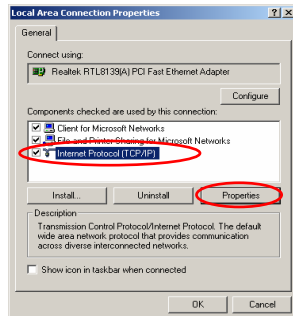 Local Area Connection Properties
General
Connect using:
Realtek RTL8139(A) PCI Fast Ethernet Adapter
Configure
Components checked are used by this connection:
Client for Microsoft Networks
File and Printer Sharing for Microsoft Networks
Internet Protocol (TCP/IP)
Install...
Uninstall
Properties
Description
Transmission Control Protocol/Internet Protocol. The default
wide area network protocol that provides communication
across diverse interconnected networks.
Show icon in taskbar when connected
OK
Cancel